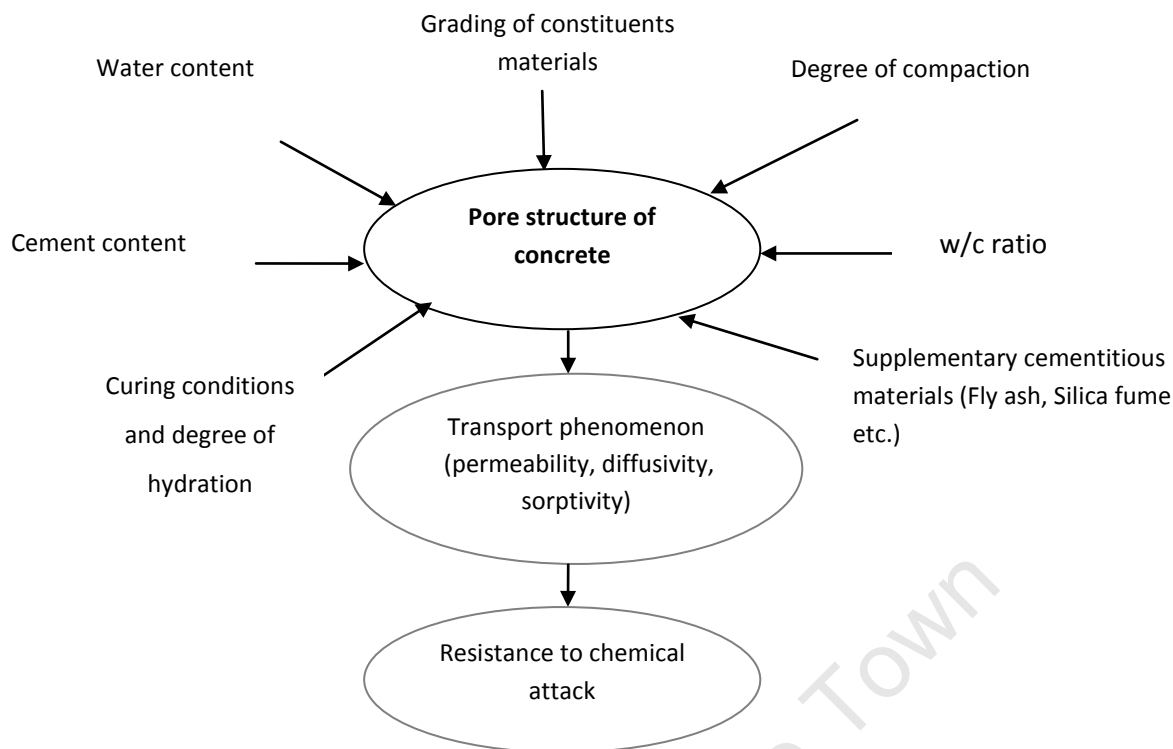 Grading of constituents
materials
Water content
Degree of compaction
Pore structure of
concrete
Cement content
w/c ratio
Supplementary cementitious
materials (Fly ash, Silica fume
etc.)
Curing conditions
and degree of
hydration
Transport phenomenon
(permeability, diffusivity,
sorptivity)
Resistance to chemical
attack
Town